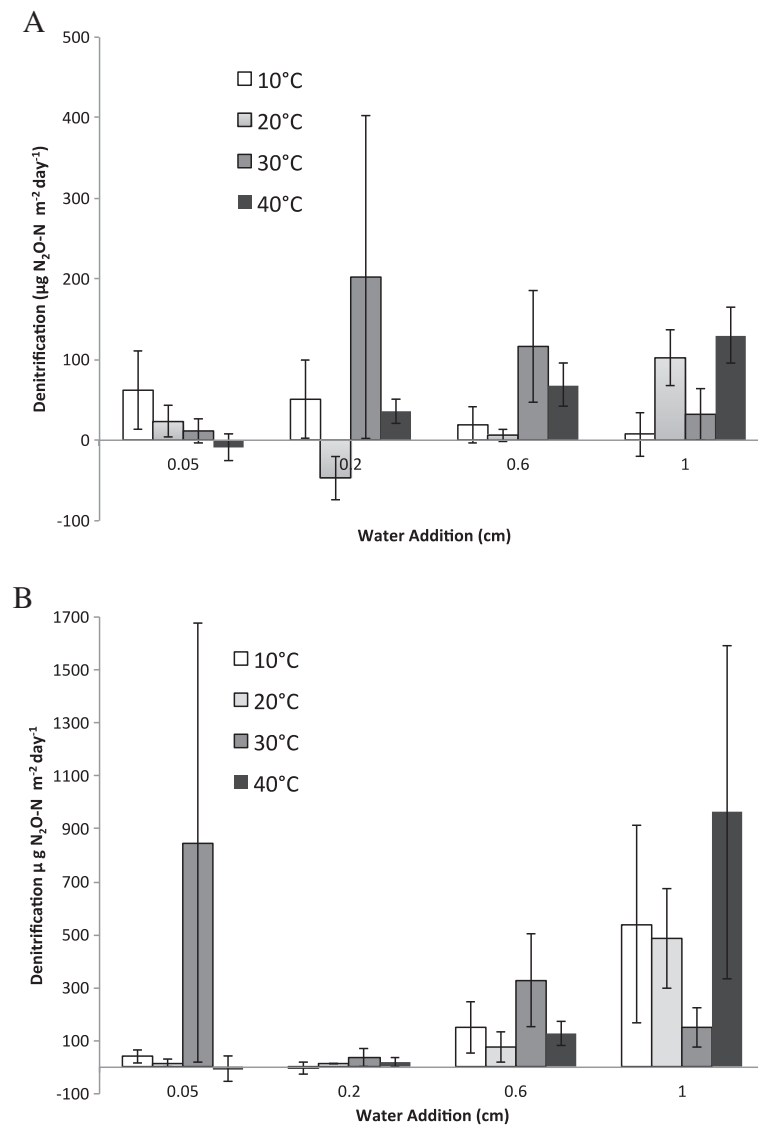 A
500
400
300
200
100
0
-100
Denitrification (µg N2O-N m-2 day-1)
10°C
20°C
30°C
40°C
0.05
0.2
0.6
1
Water Addition (cm)
B
1700
1500
1300
1100
900
700
500
300
100
-100
Denitrification µ g N2O-N m-2 day-1
10°C
20°C
30°C
40°C
0.05
0.2
0.6
1
Water Addition (cm)